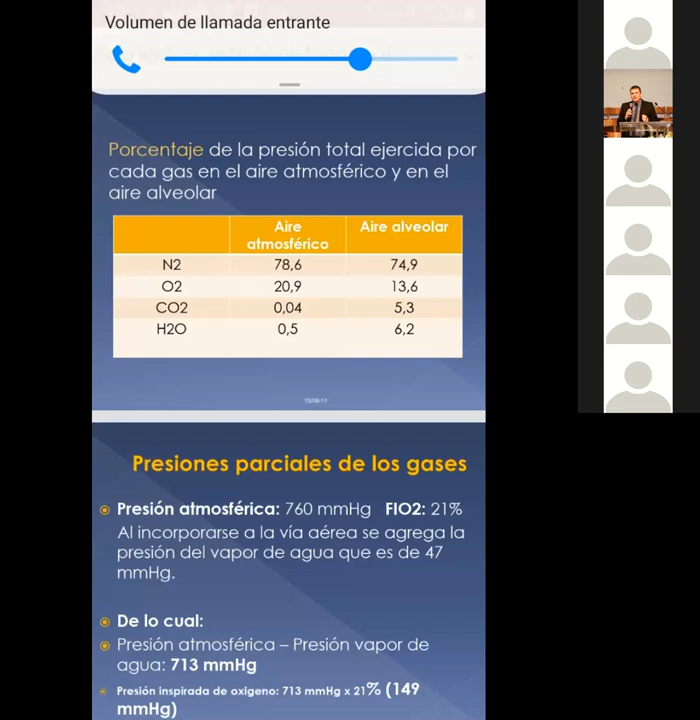 Volumen de llamada entrante
Porcentaje de la presión total ejercida por
cada gas en el aire atmosférico y en el
aire alveolar
Aire atmosférico Aire alveolar
N2 78,6 74,9
O2 20,9 13,6
CO2 0,04 5,3
H2O 0,5 6,2
15/08/11
Presiones parciales de los gases
Presión atmosférica: 760 mmHg FIO2: 21%
Al incorporarse a la vía aérea se agrega la
presión del vapor de agua que es de 47
mmHg.
De lo cual:
Presión atmosférica – Presión vapor de
agua: 713 mmHg
Presión inspirada de oxigeno: 713 mmHg x 21% (149
mmHg)